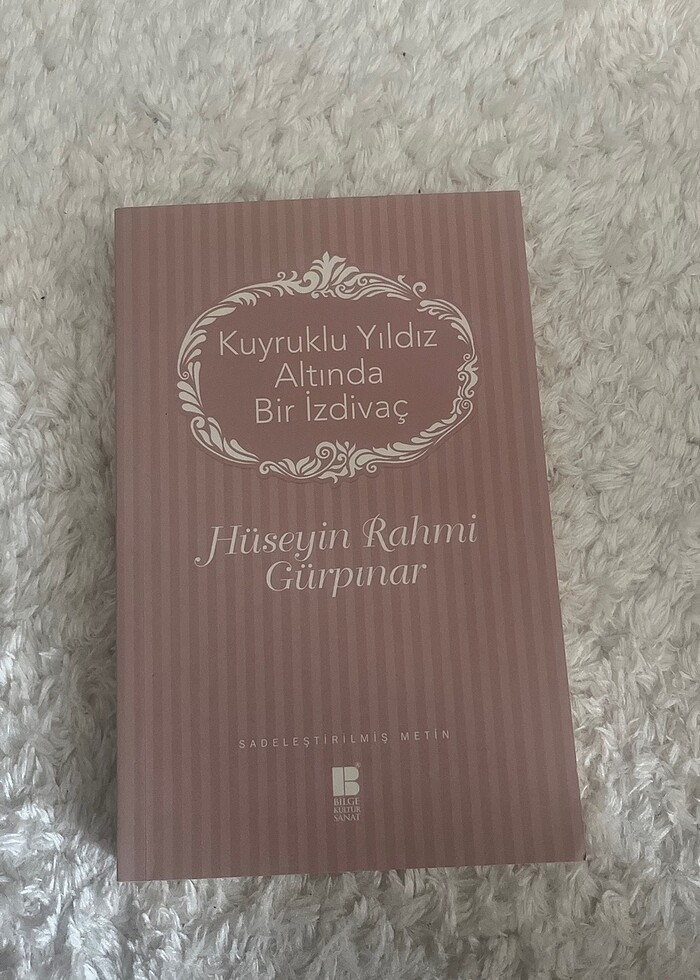 Kuyruklu Yıldız
Altında
Bir İzdivaç
Hüseyin Rahmi
Gürpınar
SADELEŞTİRİLMİŞ METİN
B®
BİLGE
KÜLTÜR
SANAT